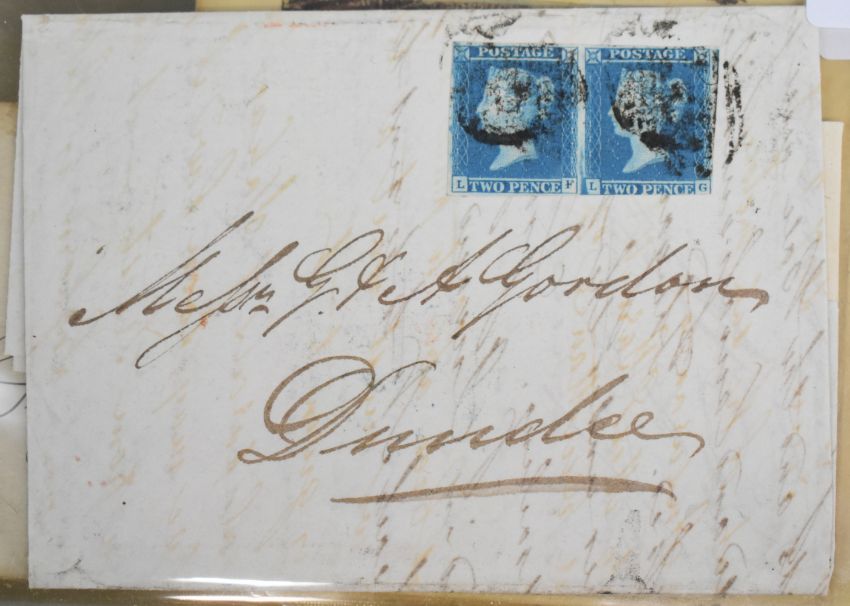 POSTAGE POSTAGE
L TWO PENCE F L TWO PENCE G
Messrs G. & A Gordon
Dundee